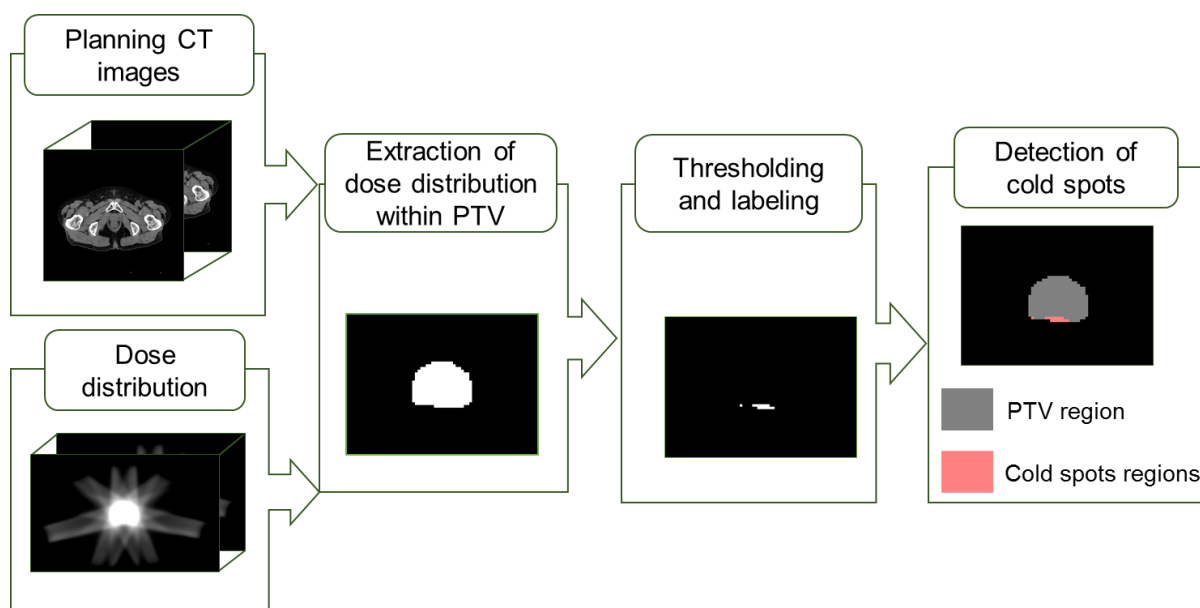 Planning CT
images
Dose
distribution
Extraction of
dose distribution
within PTV
Thresholding
and labeling
Detection of
cold spots
PTV region
Cold spots regions